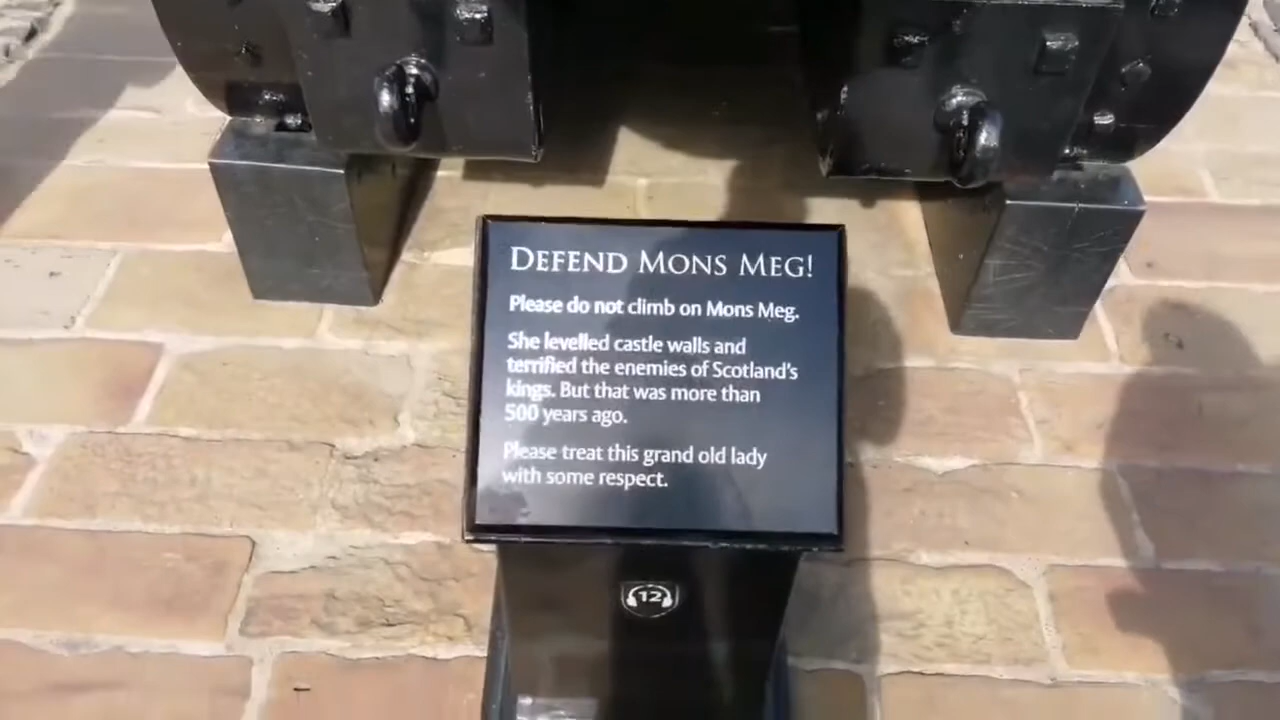 DEFEND MONS MEG!
Please do not climb on Mons Meg.
She levelled castle walls and
terrified the enemies of Scotland's
kings. But that was more than
500 years ago.
Please treat this grand old lady
with some respect.
12